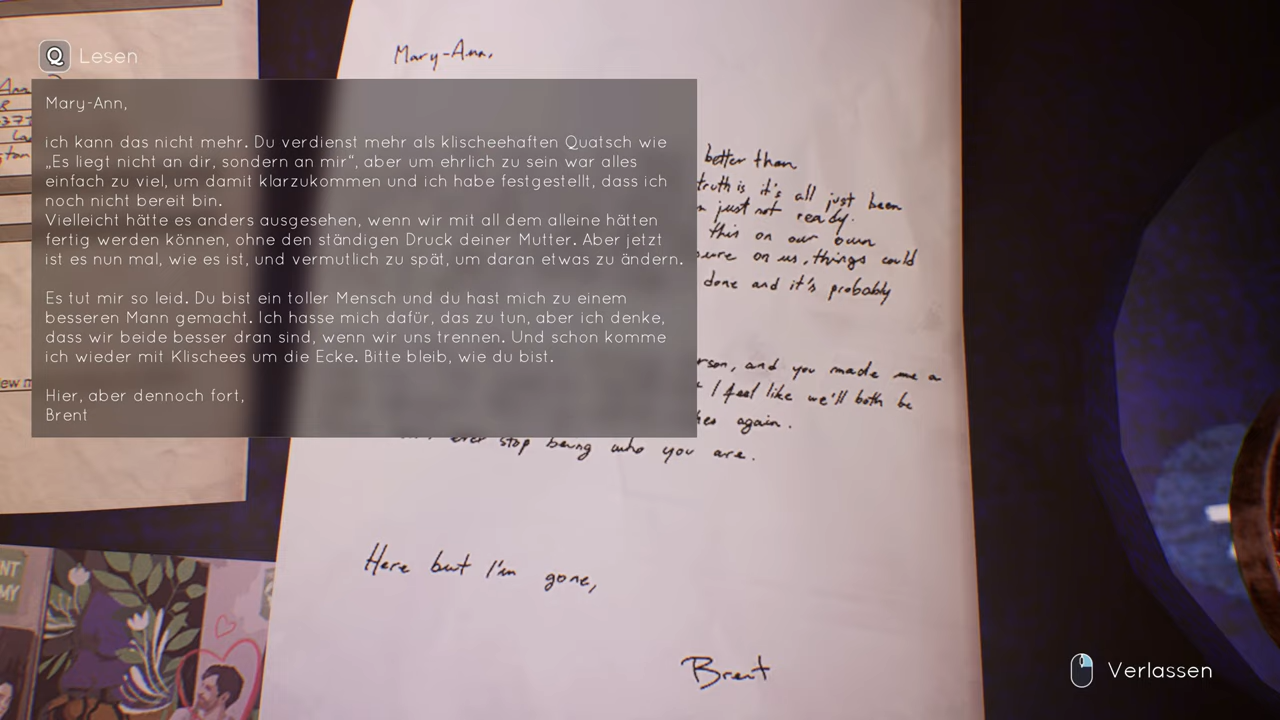 Q Lesen
Mary-Ann,
Mary-Ann,
ich kann das nicht mehr. Du verdienst mehr als klischeehaften Quatsch wie
„Es liegt nicht an dir, sondern an mir“, aber um ehrlich zu sein war alles
einfach zu viel, um damit klarzukommen und ich habe festgestellt, dass ich
noch nicht bereit bin.
Vielleicht hätte es anders ausgesehen, wenn wir mit all dem alleine hätten
fertig werden können, ohne den ständigen Druck deiner Mutter. Aber jetzt
ist es nun mal, wie es ist, und vermutlich zu spät, um daran etwas zu ändern.
Es tut mir so leid. Du bist ein toller Mensch und du hast mich zu einem
besseren Mann gemacht. Ich hasse mich dafür, das zu tun, aber ich denke,
dass wir beide besser dran sind, wenn wir uns trennen. Und schon komme
ich wieder mit Klischees um die Ecke. Bitte bleib, wie du bist.
Hier, aber dennoch fort,
Brent
better than
truth is it's all just been
just not ready.
this on our own
on us, things could
done and it's probably
and you made me a
I feel like we'll both be
again.
ever stop being who you are.
Here but I'm gone,
Brent
Verlassen